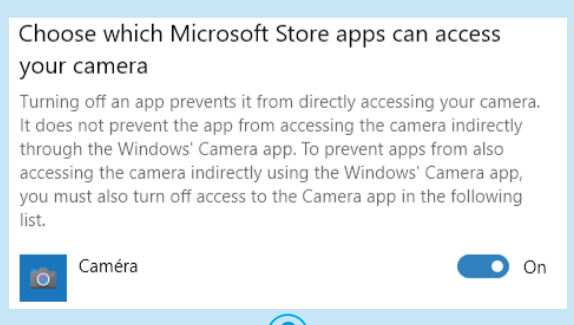 Choose which Microsoft Store apps can access
your camera
Turning off an app prevents it from directly accessing your camera.
It does not prevent the app from accessing the camera indirectly
through the Windows' Camera app. To prevent apps from also
accessing the camera indirectly using the Windows' Camera app,
you must also turn off access to the Camera app in the following
list.
Caméra On